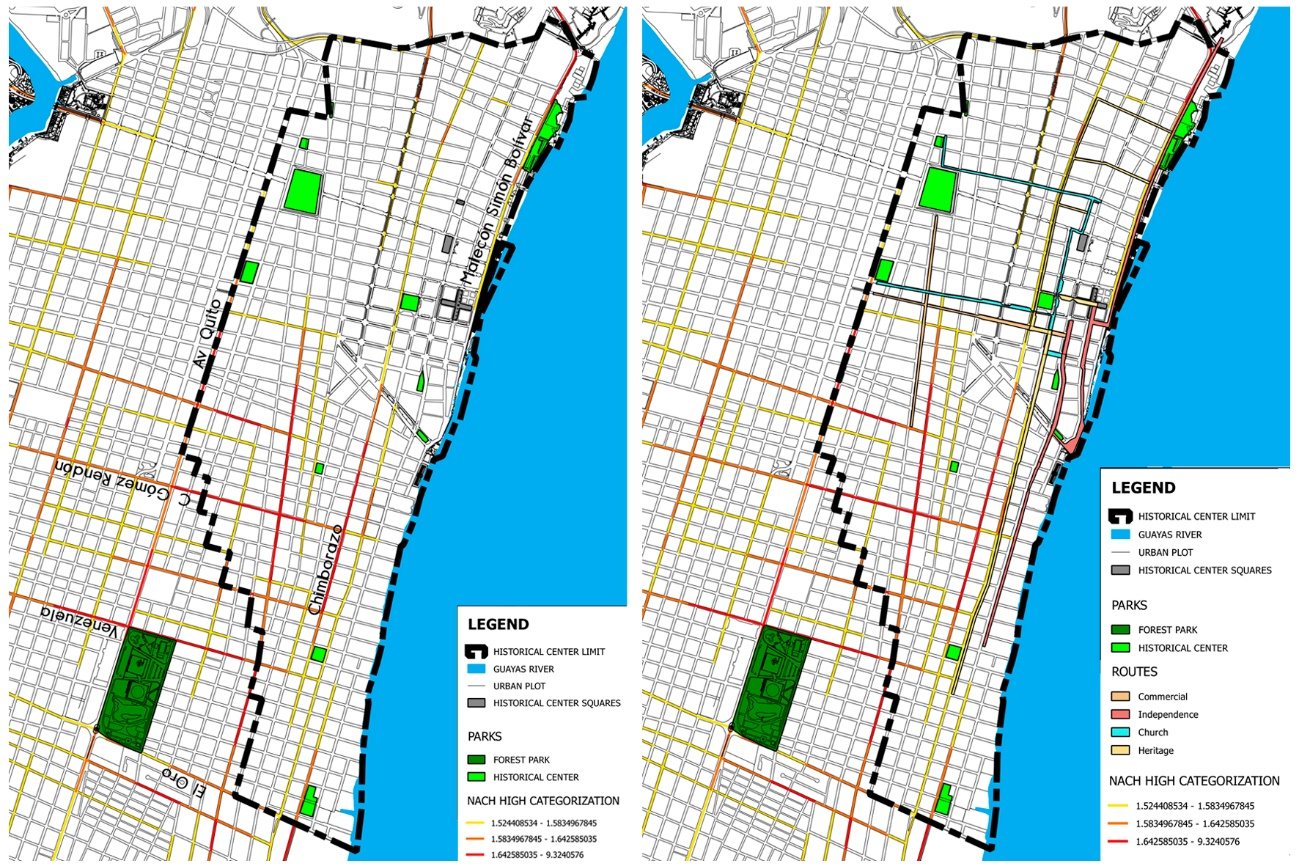 Malecón Simón Bolívar
Av. Quito
C. Gómez Rendón
Chimborazo
Venezuela
El Oro
LEGEND
HISTORICAL CENTER LIMIT
GUAYAS RIVER
URBAN PLOT
HISTORICAL CENTER SQUARES
PARKS
FOREST PARK
HISTORICAL CENTER
NACH HIGH CATEGORIZATION
1.524408534 - 1.5834967845
1.5834967845 - 1.642585035
1.642585035 - 9.3240576
LEGEND
HISTORICAL CENTER LIMIT
GUAYAS RIVER
URBAN PLOT
HISTORICAL CENTER SQUARES
PARKS
FOREST PARK
HISTORICAL CENTER
ROUTES
Commercial
Independence
Church
Heritage
NACH HIGH CATEGORIZATION
1.524408534 - 1.5834967845
1.5834967845 - 1.642585035
1.642585035 - 9.3240576